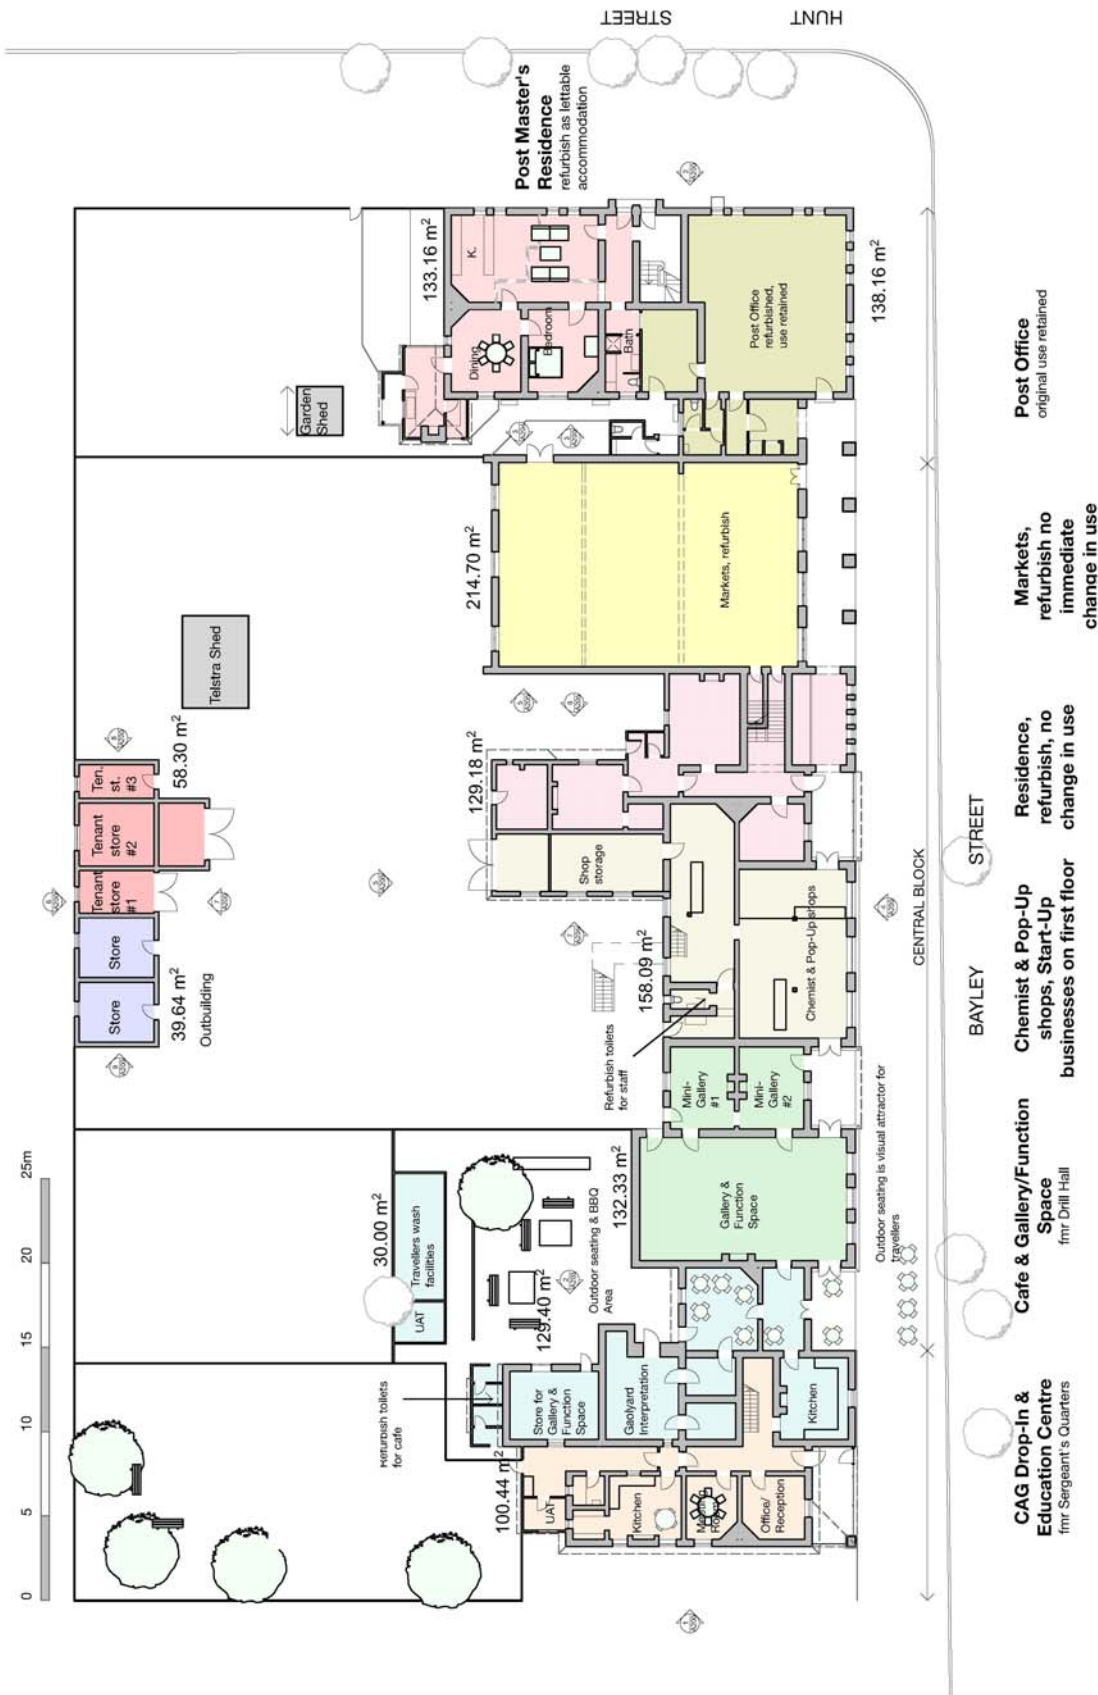 HUNT
STREET
Post Master's
Residence
refurbish as lettable
accommodation
133.16 m²
K.
Dining
Bedroom
Bath
Post Office
refurbished,
use retained
138.16 m²
Post Office
original use retained
Garden
Shed
214.70 m²
Markets, refurbish
Markets,
refurbish no
immediate
change in use
Telstra Shed
58.30 m²
Ten.
st.
#3
Tenant
store
#2
Tenant
store
#1
Store
Store
39.64 m²
Outbuilding
129.18 m²
Residence,
refurbish, no
change in use
Shop
storage
158.09 m²
Chemist & Pop-Up shops
Chemist & Pop-Up
shops, Start-Up
businesses on first floor
Refurbish toilets
for staff
BAYLEY
STREET
CENTRAL BLOCK
Mini-
Gallery
#1
Mini-
Gallery
#2
132.33 m²
Gallery &
Function
Space
Outdoor seating is visual attractor for
travellers
Cafe & Gallery/Function
Space
fmr Drill Hall
30.00 m²
Travellers wash
facilities
UAT
Outdoor seating & BBQ
Area
129.40 m²
Refurbish toilets
for cafe
Store for
Gallery &
Function
Space
Gaolyard
Interpretation
Kitchen
100.44 m²
UAT
Kitchen
Meeting
Room
Office/
Reception
CAG Drop-In &
Education Centre
fmr Sergeant's Quarters
0
5
10
15
20
25m